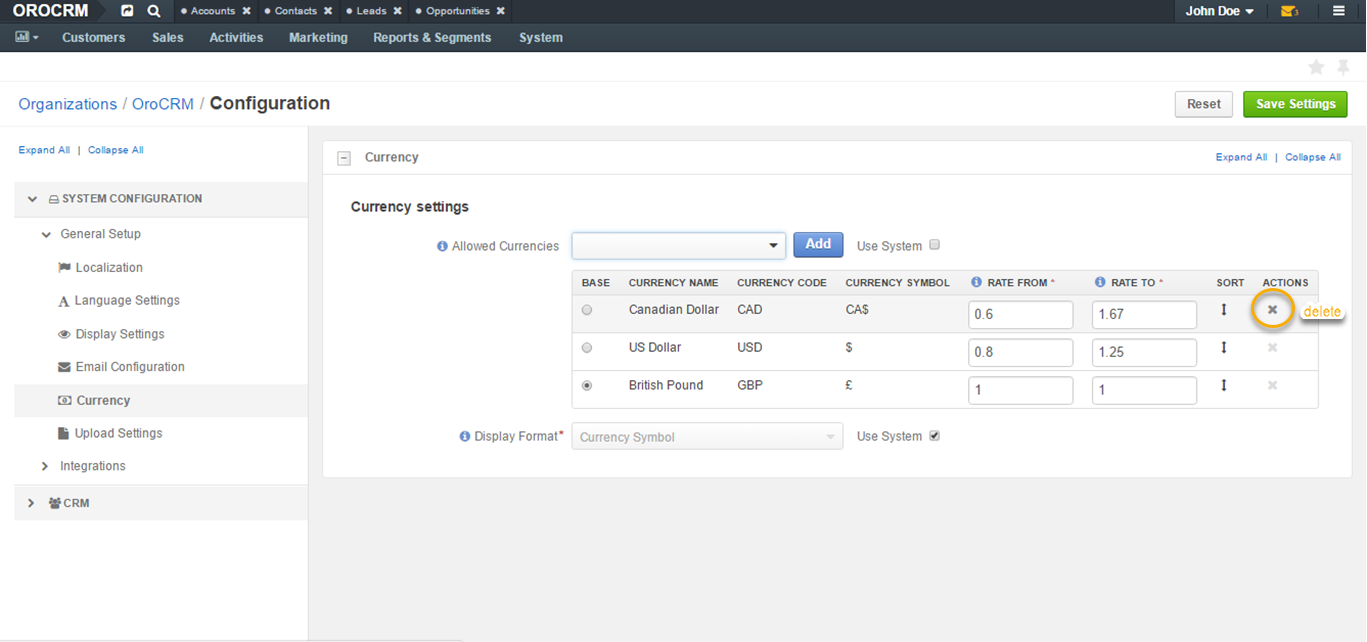 OROCRM Accounts Contacts Leads Opportunities John Doe 3
Customers Sales Activities Marketing Reports & Segments System
Organizations / OroCRM / Configuration Reset Save Settings
Expand All | Collapse All
Currency Expand All | Collapse All
SYSTEM CONFIGURATION
General Setup
Localization
Language Settings
Display Settings
Email Configuration
Currency
Upload Settings
Integrations
CRM
Currency settings
Allowed Currencies Add Use System
BASE CURRENCY NAME CURRENCY CODE CURRENCY SYMBOL RATE FROM * RATE TO * SORT ACTIONS
Canadian Dollar CAD CA$ 0.6 1.67 delete
US Dollar USD $ 0.8 1.25
British Pound GBP £ 1 1
Display Format* Currency Symbol Use System